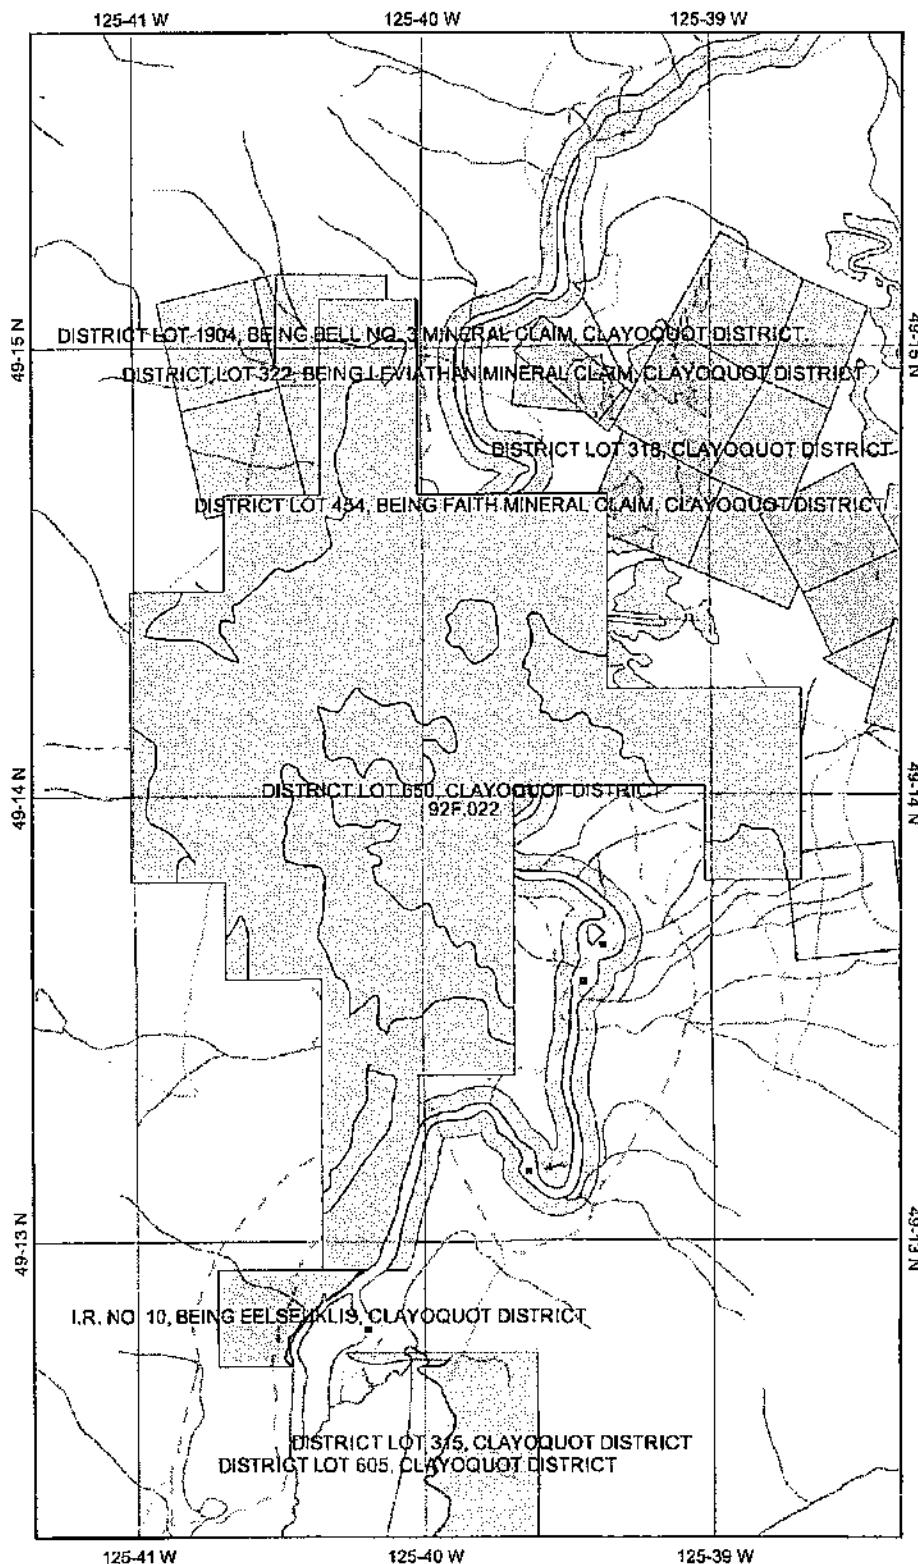 125-41 W 125-40 W 125-39 W
DISTRICT LOT 1904, BEING BELL NO. 3 MINERAL CLAIM, CLAYOQUOT DISTRICT.
49-15 N 49-15 N
DISTRICT LOT 322, BEING LEVIATHAN MINERAL CLAIM, CLAYOQUOT DISTRICT
DISTRICT LOT 318, CLAYOQUOT DISTRICT
DISTRICT LOT 454, BEING FAITH MINERAL CLAIM, CLAYOQUOT DISTRICT
DISTRICT LOT 650, CLAYOQUOT DISTRICT
49-14 N 49-14 N
92F.022
49-13 N 49-13 N
I.R. NO 10, BEING EELSEUKLIS, CLAYOQUOT DISTRICT
DISTRICT LOT 315, CLAYOQUOT DISTRICT
DISTRICT LOT 605, CLAYOQUOT DISTRICT
125-41 W 125-40 W 125-39 W